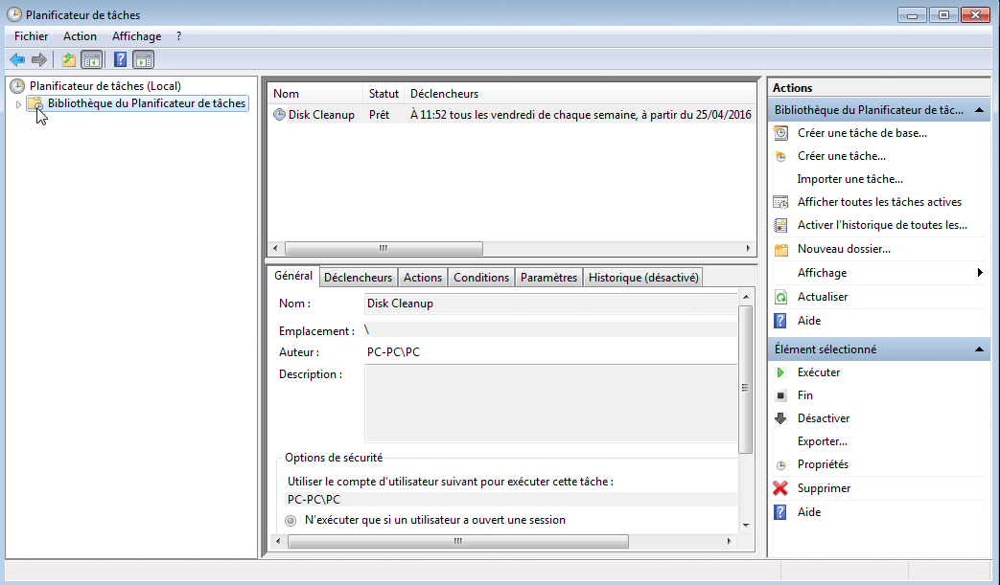 Planificateur de tâches
Fichier Action Affichage ?
Planificateur de tâches (Local)
Bibliothèque du Planificateur de tâches
Nom Statut Déclencheurs
Disk Cleanup Prêt À 11:52 tous les vendredi de chaque semaine, à partir du 25/04/2016
Général Déclencheurs Actions Conditions Paramètres Historique (désactivé)
Nom : Disk Cleanup
Emplacement : \
Auteur : PC-PC\PC
Description :
Options de sécurité
Utiliser le compte d'utilisateur suivant pour exécuter cette tâche :
PC-PC\PC
N'exécuter que si un utilisateur a ouvert une session
Actions
Bibliothèque du Planificateur de tâc...
Créer une tâche de base...
Créer une tâche...
Importer une tâche...
Afficher toutes les tâches actives
Activer l'historique de toutes les...
Nouveau dossier...
Affichage
Actualiser
Aide
Élément sélectionné
Exécuter
Fin
Désactiver
Exporter...
Propriétés
Supprimer
Aide